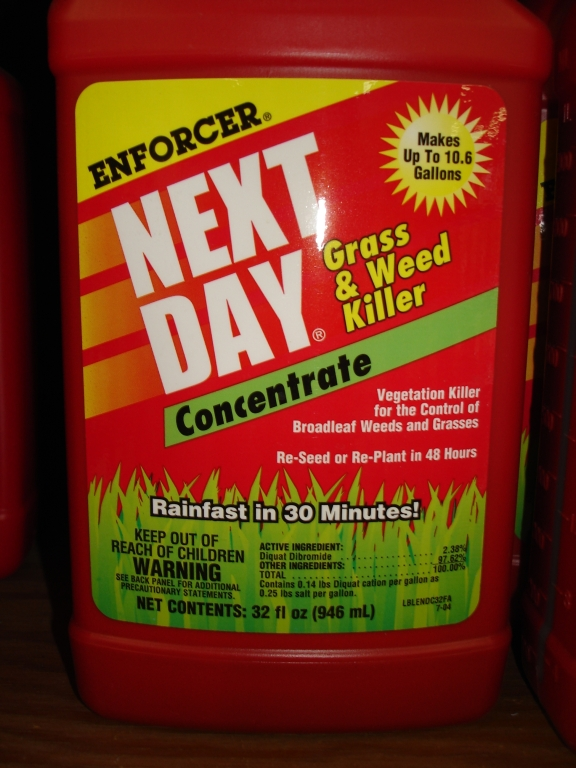 ENFORCER®
Makes
Up To 10.6
Gallons
NEXT
DAY®
Grass
& Weed
Killer
Concentrate
Vegetation Killer
for the Control of
Broadleaf Weeds and Grasses
Re-Seed or Re-Plant in 48 Hours
Rainfast in 30 Minutes!
KEEP OUT OF
REACH OF CHILDREN
WARNING
SEE BACK PANEL FOR ADDITIONAL
PRECAUTIONARY STATEMENTS.
ACTIVE INGREDIENT:
Diquat Dibromide 2.38%
OTHER INGREDIENTS: 97.62%
TOTAL 100.00%
Contains 0.14 lbs Diquat cation per gallon as
0.25 lbs salt per gallon.
NET CONTENTS: 32 fl oz (946 mL)
LBLENDC32FA
7-04